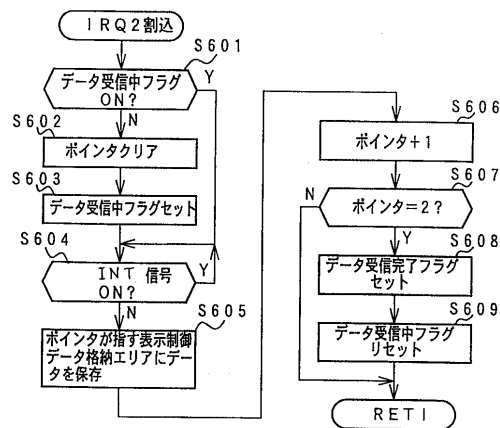 IRQ2割込
S601
データ受信中フラグ
ON?
Y
N
S602
ポインタクリア
S603
データ受信中フラグセット
S604
INT 信号
ON?
Y
N
S605
ポインタが指す表示制御
データ格納エリアにデー
タを保存
S606
ポインタ+1
S607
N
ポインタ=2?
Y
S608
データ受信完了フラグ
セット
S609
データ受信中フラグ
リセット
RETI